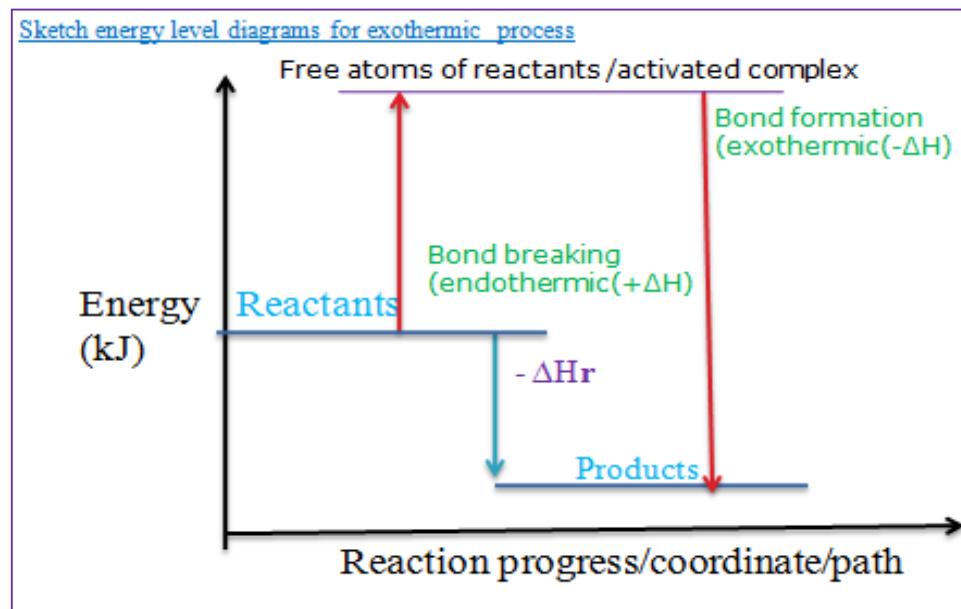 Sketch energy level diagrams for exothermic process
Free atoms of reactants /activated complex
Bond formation
(exothermic(-ΔH)
Bond breaking
(endothermic(+ΔH)
Energy
(kJ)
Reactants
- ΔHr
Products
Reaction progress/coordinate/path